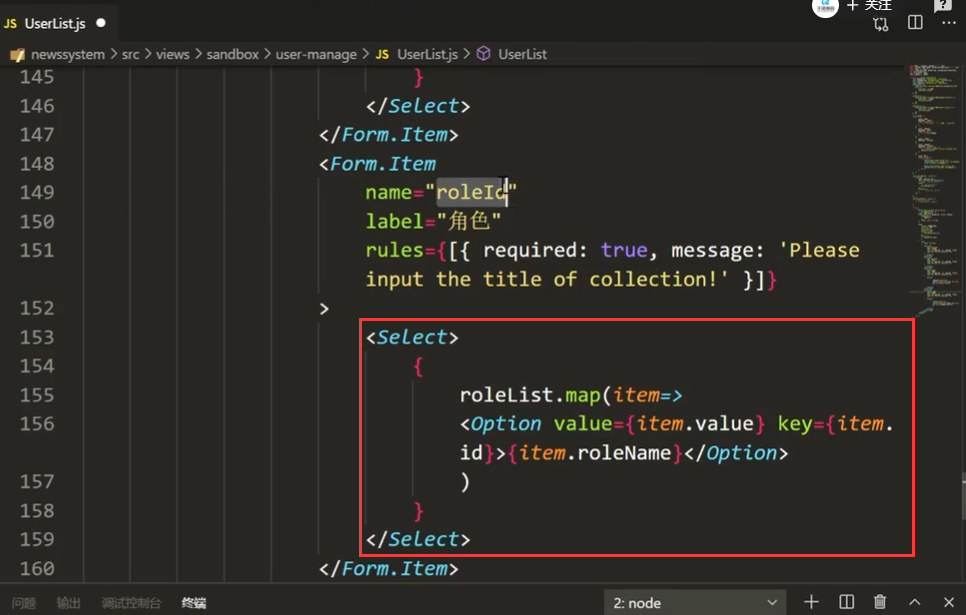 JS UserList.js ●
+ 关注
newssystem > src > views > sandbox > user-manage > JS UserList.js > UserList
145 }
146 </Select>
147 </Form.Item>
148 <Form.Item
149 name="roleId"
150 label="角色"
151 rules={[{ required: true, message: 'Please
input the title of collection!' }]}
152 >
153 <Select>
154 {
155 roleList.map(item=>
156 <Option value={item.value} key={item.
id}>{item.roleName}</Option>
157 )
158 }
159 </Select>
160 </Form.Item>
问题 输出 调试控制台 终端 2: node